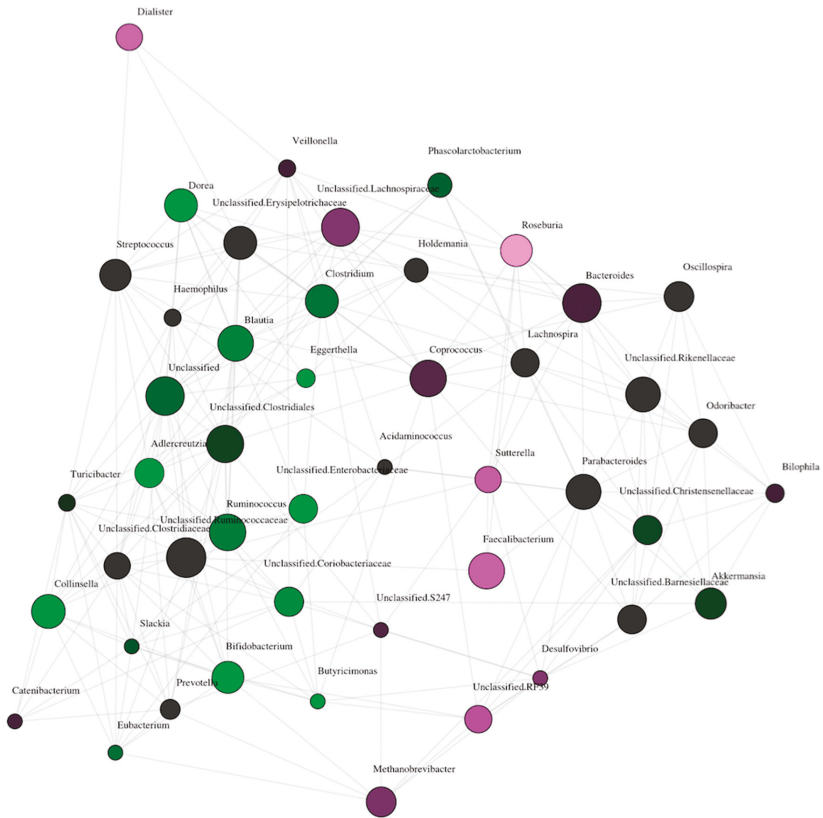 Dialister
Veillonella
Phascolarctobacterium
Dorea
Unclassified.Lachnospiraceae
Unclassified.Erysipelotrichaceae
Roseburia
Streptococcus
Holdemania
Oscillospira
Clostridium
Bacteroides
Haemophilus
Blautia
Lachnospira
Eggerthella
Coprococcus
Unclassified.Rikenellaceae
Unclassified
Unclassified.Clostridiales
Odoribacter
Acidaminococcus
Adlercreutzia
Sutterella
Parabacteroides
Bilophila
Unclassified.Enterobacteriaceae
Turicibacter
Unclassified.Christensenellaceae
Ruminococcus
Unclassified.Ruminococcaceae
Unclassified.Clostridiaceae
Faecalibacterium
Unclassified.Coriobacteriaceae
Akkermansia
Unclassified.Barnesiellaceae
Collinsella
Unclassified.S247
Slackia
Bifidobacterium
Desulfovibrio
Butyricimonas
Prevotella
Unclassified.RF39
Catenibacterium
Eubacterium
Methanobrevibacter